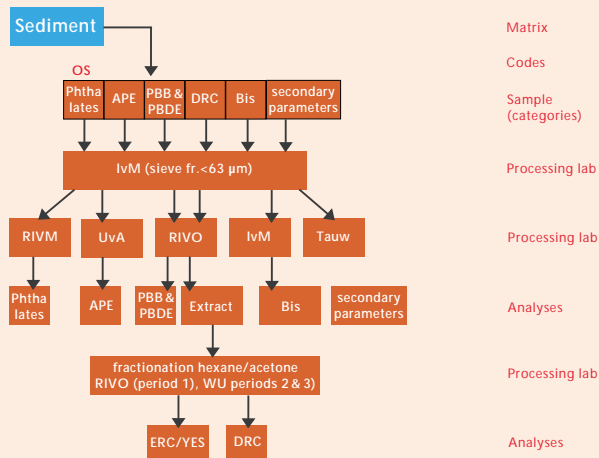 Sediment
Matrix
Codes
OS
Phtha
lates
APE
PBB &
PBDE
DRC
Bis
secondary
parameters
Sample
(categories)
IvM (sieve fr.<63 µm)
Processing lab
RIVM
UvA
RIVO
IvM
Tauw
Processing lab
Phtha
lates
APE
PBB &
PBDE
Extract
Bis
secondary
parameters
Analyses
fractionation hexane/acetone
RIVO (period 1), WU periods 2 & 3)
Processing lab
ERC/YES
DRC
Analyses